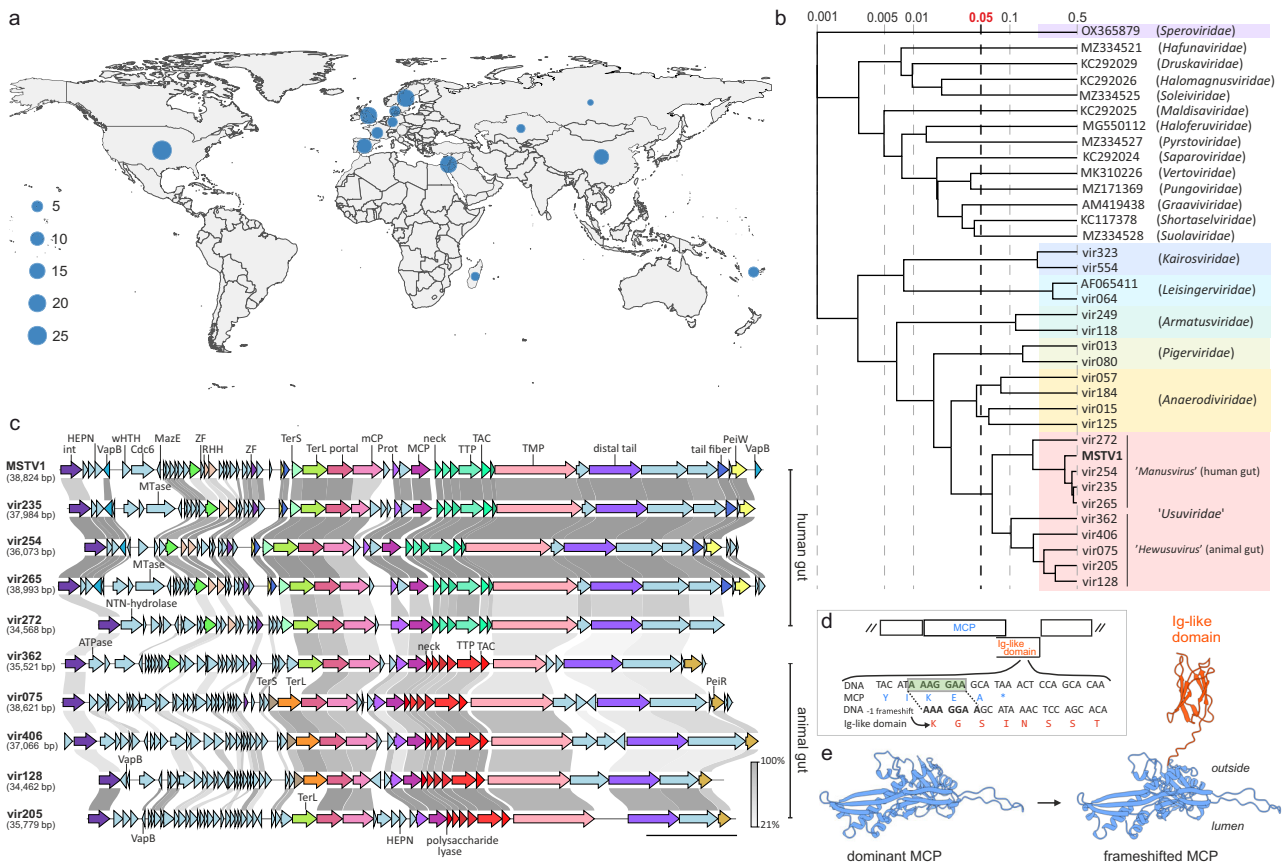 a
5
10
15
20
25
b
0.001 0.005 0.01 0.05 0.1 0.5
OX365879 (Speroviridae)
MZ334521 (Hafunaviridae)
KC292029 (Druskaviridae)
KC292026 (Halomagnusviridae)
MZ334525 (Soleiviridae)
KC292025 (Maldisaviridae)
MG550112 (Haloferuviridae)
MZ334527 (Pyrstoviridae)
KC292024 (Saparoviridae)
MK310226 (Vertoviridae)
MZ171369 (Pungoviridae)
AM419438 (Graaviviridae)
KC117378 (Shortaselviridae)
MZ334528 (Suolaviridae)
vir323
(Kairosviridae)
vir554
AF065411
(Leisingerviridae)
vir064
vir249
(Armatusviridae)
vir118
vir013
(Pigerviridae)
vir080
vir057
vir184
(Anaerodiviridae)
vir015
vir125
vir272
MSTV1
vir254
'Manusvirus' (human gut)
vir235
vir265
'Usuviridae'
vir362
vir406
vir075
'Hewusuvirus' (animal gut)
vir205
vir128
c
HEPN wHTH MazE ZF TerS mCP neck TAC PeiW
int VapB Cdc6 RHH ZF TerL portal Prot MCP TTP TMP distal tail tail fiber VapB
MSTV1
(38,824 bp)
MTase
vir235
(37,984 bp)
vir254
(36,073 bp)
MTase
vir265
(38,993 bp)
NTN-hydrolase
vir272
(34,568 bp)
human gut
ATPase
neck TTP TAC
vir362
(35,521 bp)
TerS TerL PeiR
vir075
(38,621 bp)
vir406
(37,066 bp)
VapB
vir128
(34,462 bp)
TerL
vir205
(35,779 bp)
VapB HEPN polysaccharide
lyase
animal gut
100%
21%
d
// MCP //
Ig-like
domain
DNA TAC ATA AAG GAA GCA TAA ACT CCA GCA CAA
MCP Y I K E A *
DNA -1 frameshift AAA GGA AGC ATA AAC TCC AGC ACA
Ig-like domain K G S I N S S T
e
Ig-like
domain
outside
lumen
dominant MCP
frameshifted MCP